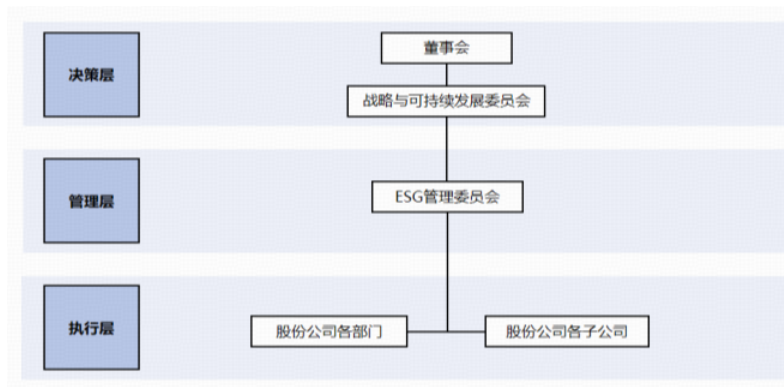 决策层
董事会
战略与可持续发展委员会
管理层
ESG管理委员会
执行层
股份公司各部门
股份公司各子公司